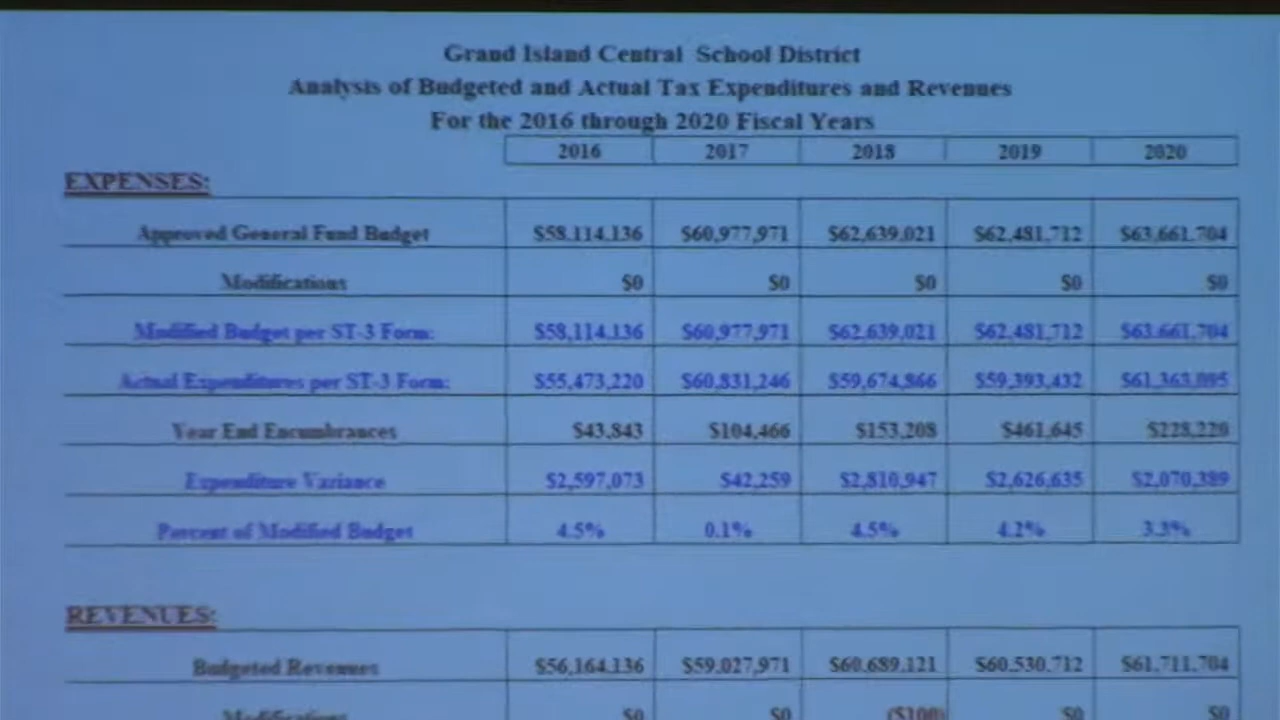 Grand Island Central School District
Analysis of Budgeted and Actual Tax Expenditures and Revenues
For the 2016 through 2020 Fiscal Years
2016 2017 2018 2019 2020
EXPENSES:
Approved General Fund Budget $58,114,136 $60,977,971 $62,639,021 $62,481,712 $63,661,704
Modifications $0 $0 $0 $0 $0
Modified Budget per ST-3 Form: $58,114,136 $60,977,971 $62,639,021 $62,481,712 $63,661,704
Actual Expenditures per ST-3 Form: $55,473,220 $60,831,246 $59,674,866 $59,393,432 $61,363,095
Year End Encumbrances $43,843 $104,466 $153,208 $461,645 $228,220
Expenditure Variance $2,597,073 $42,259 $2,810,947 $2,626,635 $2,070,389
Percent of Modified Budget 4.5% 0.1% 4.5% 4.2% 3.3%
REVENUES:
Budgeted Revenues $56,164,136 $59,027,971 $60,689,121 $60,530,712 $61,711,704
Modifications $0 $0 ($100) $0 $0